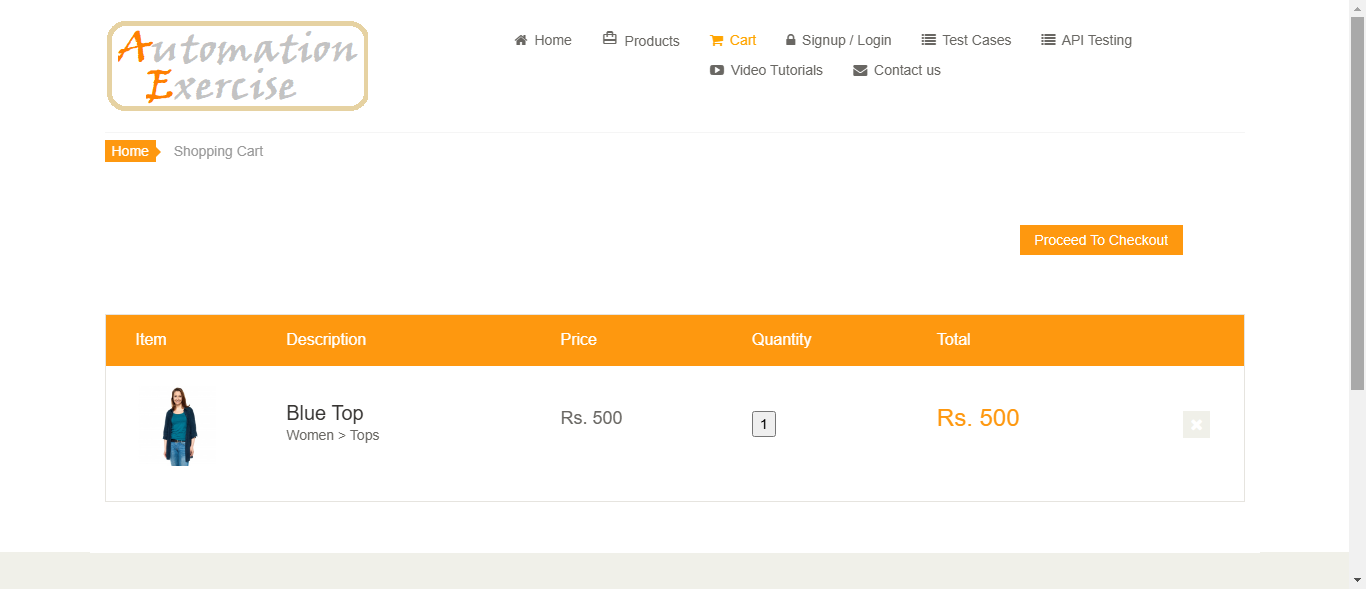 Automation
Exercise
Home Products Cart Signup / Login Test Cases API Testing
Video Tutorials Contact us
Home Shopping Cart
Proceed To Checkout
Item Description Price Quantity Total
Blue Top
Women > Tops
Rs. 500
1
Rs. 500